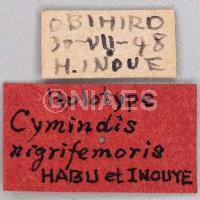 OBIHIRO
30-VII-48
H. INOUE
©NIAES
Cymindis
nigrifemoris
HABU et INOUYE